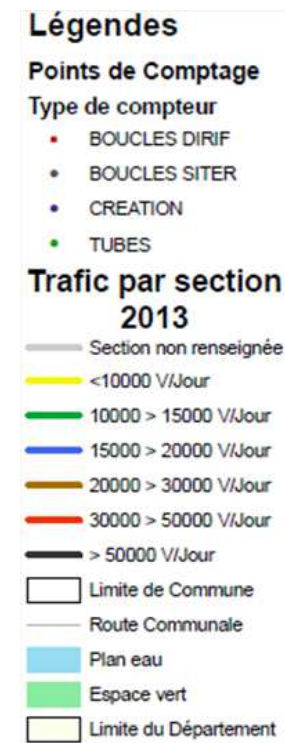 Légendes
Points de Comptage
Type de compteur
BOUCLES DIRIF
BOUCLES SITER
CREATION
TUBES
Trafic par section
2013
Section non renseignée
<10000 V/Jour
10000 > 15000 V/Jour
15000 > 20000 V/Jour
20000 > 30000 V/Jour
30000 > 50000 V/Jour
> 50000 V/Jour
Limite de Commune
Route Communale
Plan eau
Espace vert
Limite du Département